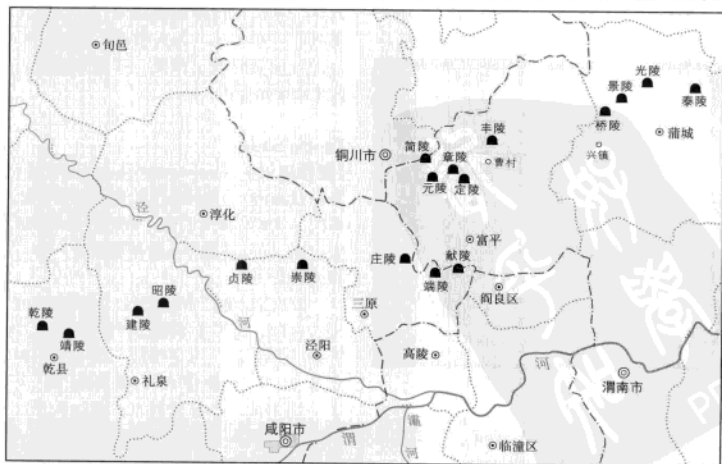 旬邑
光陵
景陵
泰陵
桥陵
蒲城
兴镇
丰陵
铜川市
简陵
章陵
曹村
元陵
定陵
泾
淳化
富平
庄陵
献陵
贞陵
崇陵
端陵
阎良区
昭陵
乾陵
建陵
三原
河
靖陵
泾阳
高陵
河
乾县
礼泉
渭南市
咸阳市
渭
灞
河
临潼区